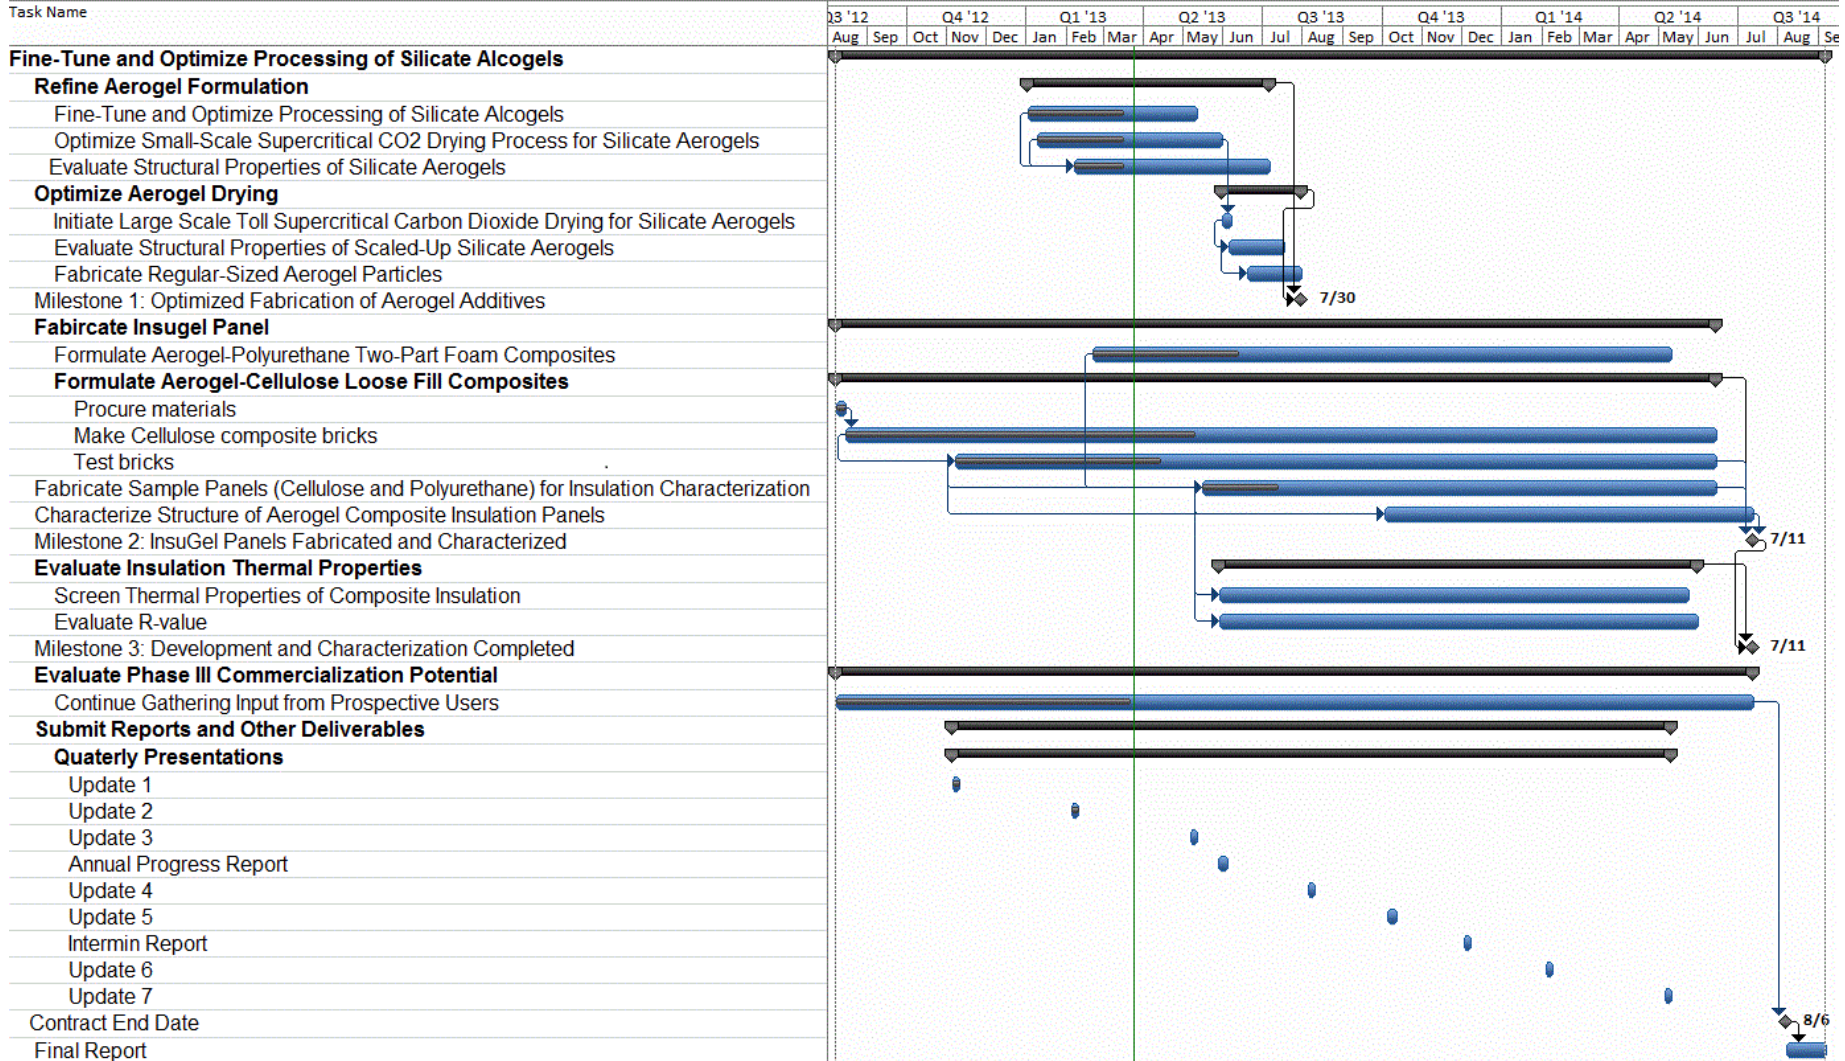 Task Name
Q3 '12 Q4 '12 Q1 '13 Q2 '13 Q3 '13 Q4 '13 Q1 '14 Q2 '14 Q3 '14
Aug Sep Oct Nov Dec Jan Feb Mar Apr May Jun Jul Aug Sep Oct Nov Dec Jan Feb Mar Apr May Jun Jul Aug Se
Fine-Tune and Optimize Processing of Silicate Alcogels
Refine Aerogel Formulation
Fine-Tune and Optimize Processing of Silicate Alcogels
Optimize Small-Scale Supercritical CO2 Drying Process for Silicate Aerogels
Evaluate Structural Properties of Silicate Aerogels
Optimize Aerogel Drying
Initiate Large Scale Toll Supercritical Carbon Dioxide Drying for Silicate Aerogels
Evaluate Structural Properties of Scaled-Up Silicate Aerogels
Fabricate Regular-Sized Aerogel Particles
Milestone 1: Optimized Fabrication of Aerogel Additives 7/30
Fabircate Insugel Panel
Formulate Aerogel-Polyurethane Two-Part Foam Composites
Formulate Aerogel-Cellulose Loose Fill Composites
Procure materials
Make Cellulose composite bricks
Test bricks
Fabricate Sample Panels (Cellulose and Polyurethane) for Insulation Characterization
Characterize Structure of Aerogel Composite Insulation Panels
Milestone 2: InsuGel Panels Fabricated and Characterized 7/11
Evaluate Insulation Thermal Properties
Screen Thermal Properties of Composite Insulation
Evaluate R-value
Milestone 3: Development and Characterization Completed 7/11
Evaluate Phase III Commercialization Potential
Continue Gathering Input from Prospective Users
Submit Reports and Other Deliverables
Quaterly Presentations
Update 1
Update 2
Update 3
Annual Progress Report
Update 4
Update 5
Intermin Report
Update 6
Update 7
Contract End Date 8/6
Final Report